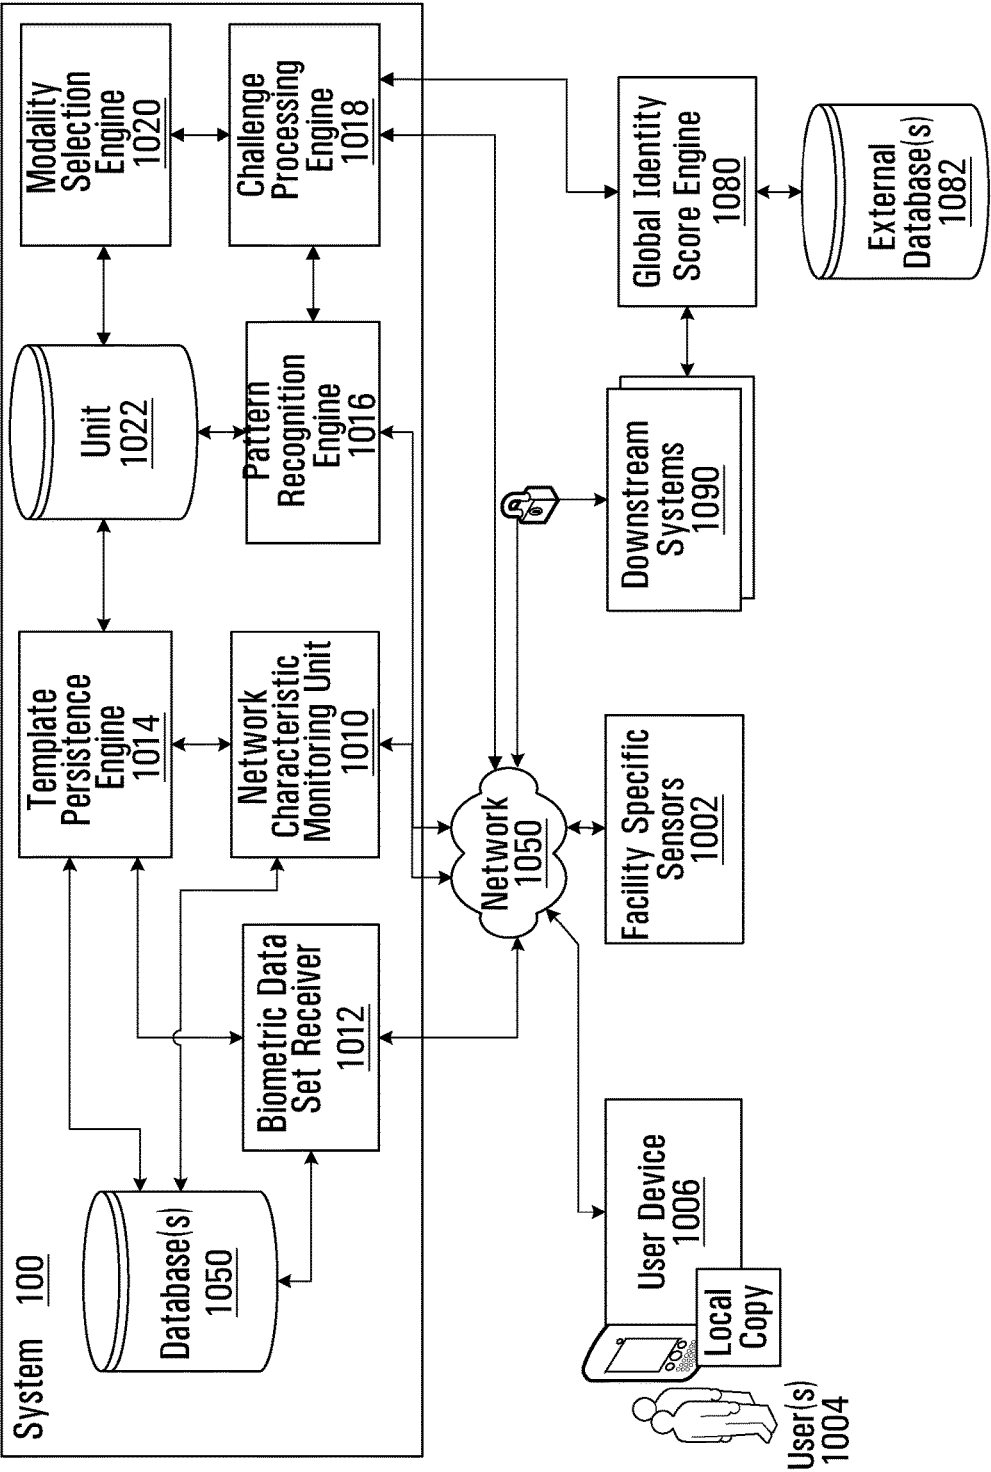 System 100
Database(s)
1050
Template
Persistence
Engine
1014
Unit
1022
Modality
Selection
Engine
1020
Biometric Data
Set Receiver
1012
Network
Characteristic
Monitoring Unit
1010
Pattern
Recognition
Engine
1016
Challenge
Processing
Engine
1018
Network
1050
User(s)
1004
User Device
1006
Local
Copy
Facility Specific
Sensors
1002
Downstream
Systems
1090
Global Identity
Score Engine
1080
External
Database(s)
1082